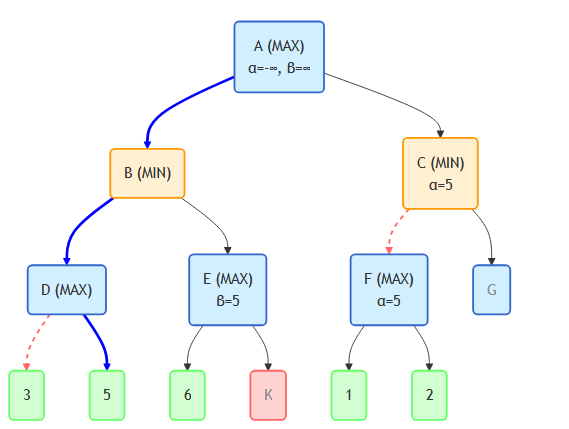 A (MAX)
α=-∞, β=∞
B (MIN)
C (MIN)
α=5
D (MAX)
E (MAX)
β=5
F (MAX)
α=5
G
3
5
6
K
1
2